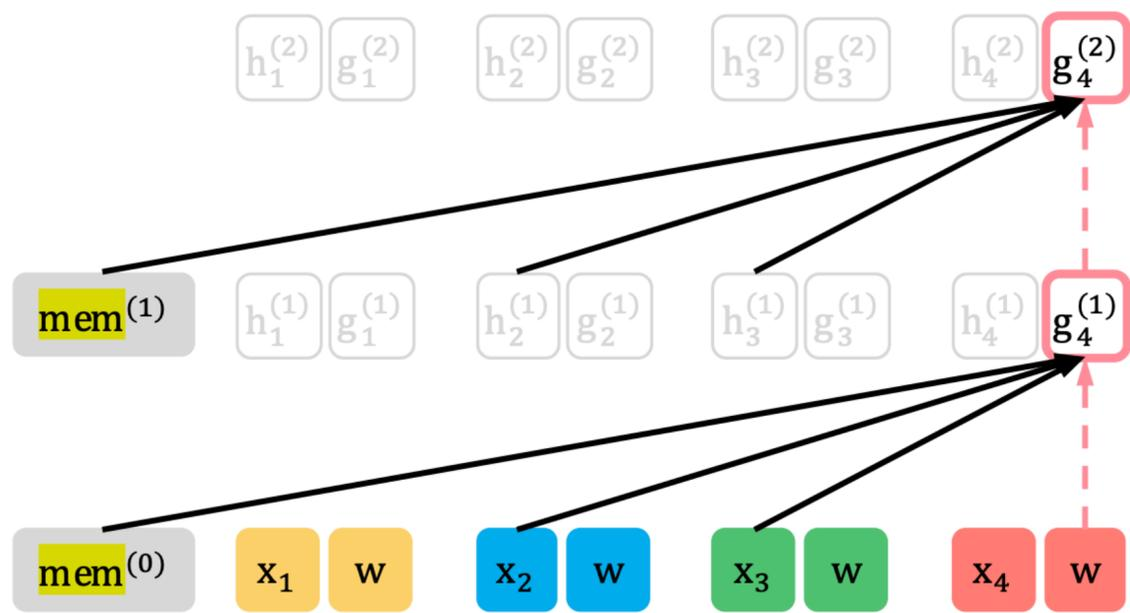 h₁⁽²⁾ g₁⁽²⁾ h₂⁽²⁾ g₂⁽²⁾ h₃⁽²⁾ g₃⁽²⁾ h₄⁽²⁾ g₄⁽²⁾
mem⁽¹⁾ h₁⁽¹⁾ g₁⁽¹⁾ h₂⁽¹⁾ g₂⁽¹⁾ h₃⁽¹⁾ g₃⁽¹⁾ h₄⁽¹⁾ g₄⁽¹⁾
mem⁽⁰⁾ x₁ w x₂ w x₃ w x₄ w